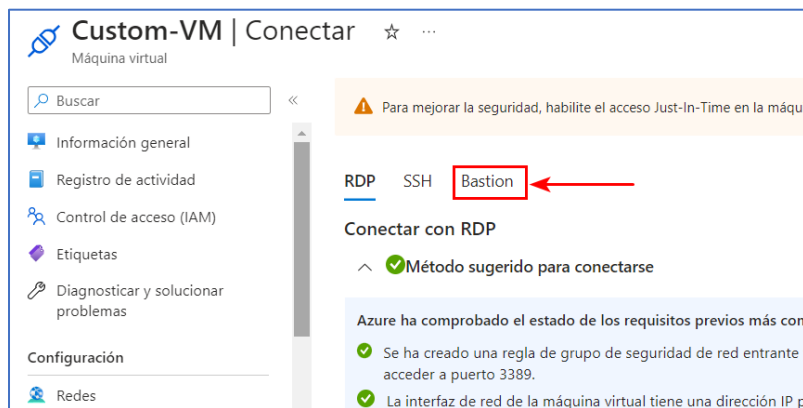 Custom-VM | Conectar
Máquina virtual
Buscar
Información general
Registro de actividad
Control de acceso (IAM)
Etiquetas
Diagnosticar y solucionar
problemas
Configuración
Redes
Para mejorar la seguridad, habilite el acceso Just-In-Time en la
RDP SSH Bastion
Conectar con RDP
Método sugerido para conectarse
Azure ha comprobado el estado de los requisitos previos más
Se ha creado una regla de grupo de seguridad de red entrante
acceder a puerto 3389.
La interfaz de red de la máquina virtual tiene una dirección IP